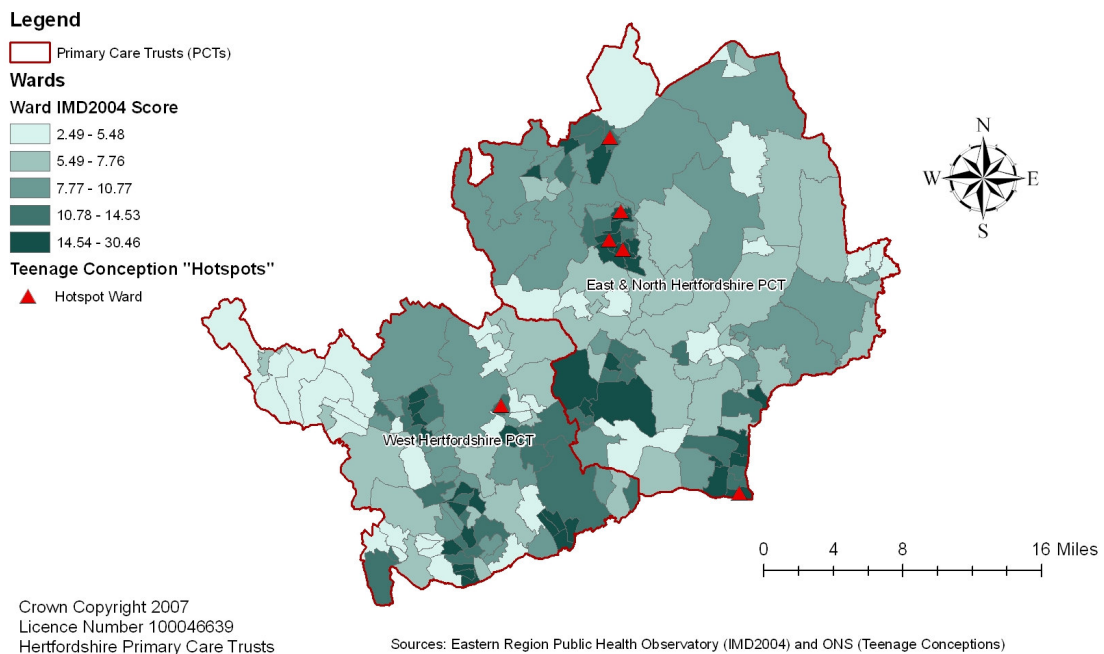 Legend
Primary Care Trusts (PCTs)
Wards
Ward IMD2004 Score
2.49 - 5.48
5.49 - 7.76
7.77 - 10.77
10.78 - 14.53
14.54 - 30.46
Teenage Conception "Hotspots"
Hotspot Ward
N
W E
S
East & North Hertfordshire PCT
West Hertfordshire PCT
0 4 8 16 Miles
Crown Copyright 2007
Licence Number 100046639
Hertfordshire Primary Care Trusts
Sources: Eastern Region Public Health Observatory (IMD2004) and ONS (Teenage Conceptions)